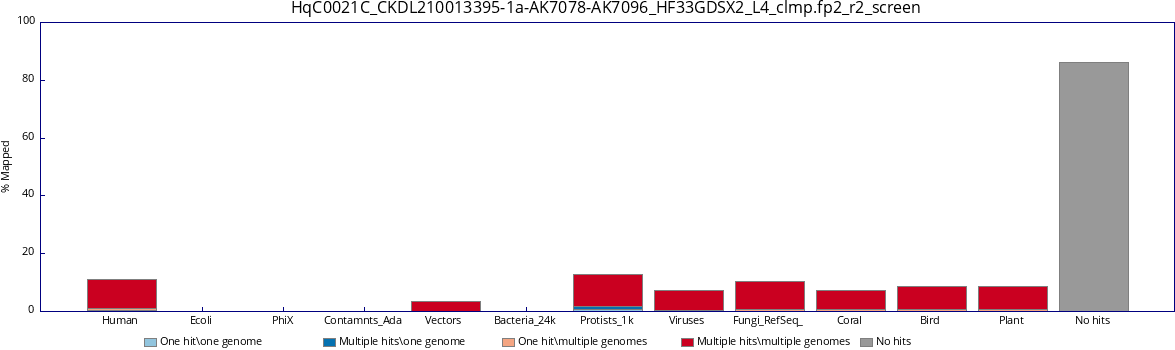 HqC0021C_CKDL210013395-1a-AK7078-AK7096_HF33GDSX2_L4_clmp.fp2_r2_screen
100
80
60
40
20
0
% Mapped
Human Ecoli PhiX Contamnts_Ada Vectors Bacteria_24k Protists_1k Viruses Fungi_RefSeq_ Coral Bird Plant No hits
One hit\one genome Multiple hits\one genome One hit\multiple genomes Multiple hits\multiple genomes No hits